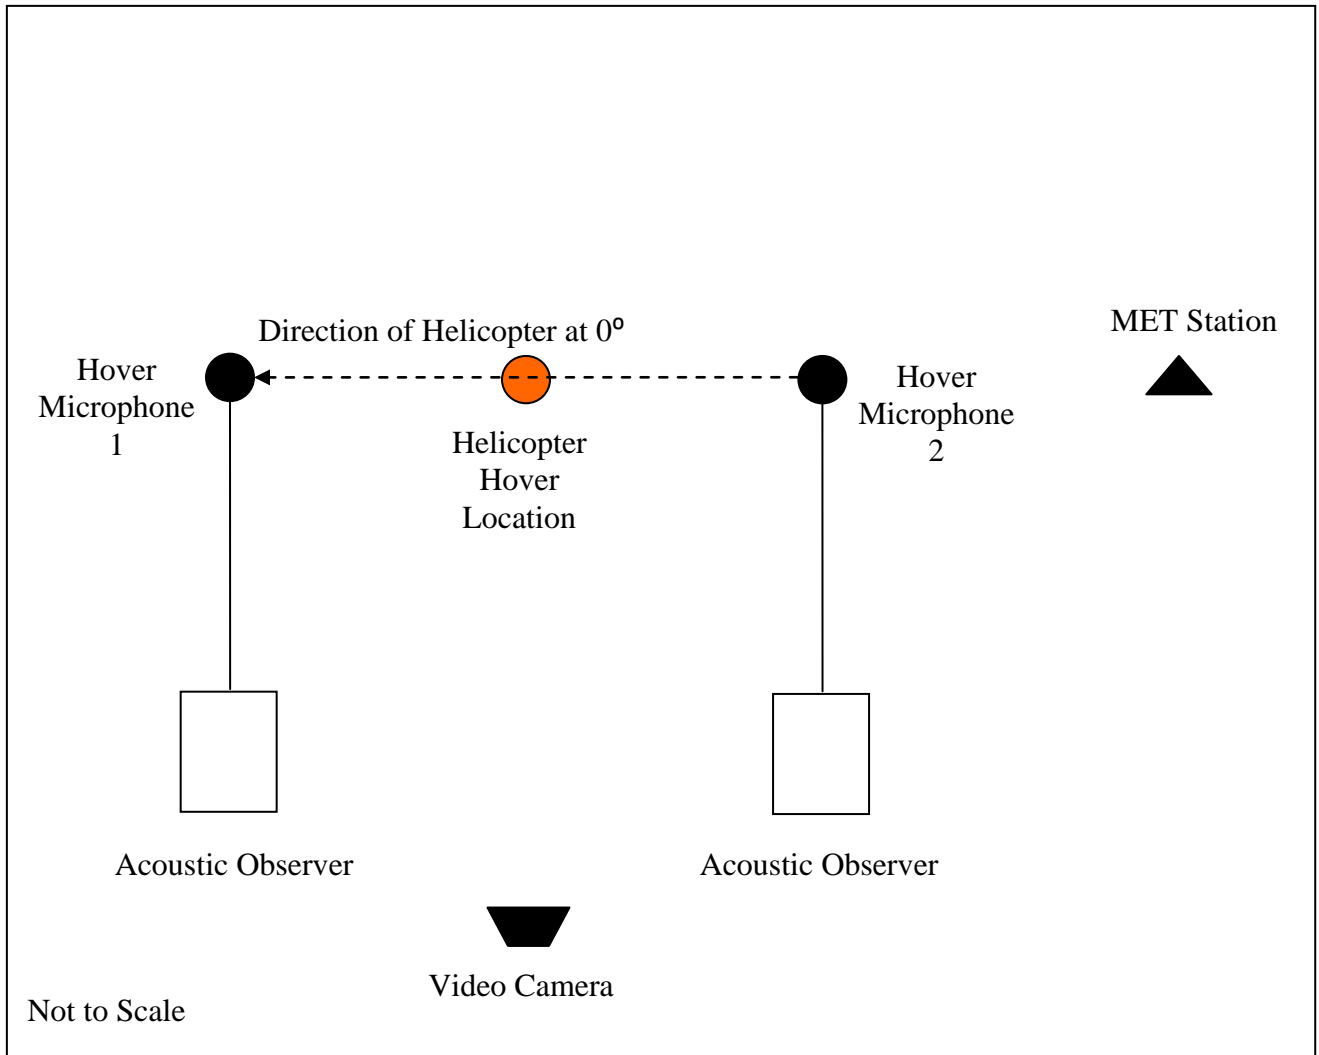 Direction of Helicopter at 0⁰
MET Station
Hover
Microphone
1
Hover
Microphone
2
Helicopter
Hover
Location
Acoustic Observer
Acoustic Observer
Video Camera
Not to Scale